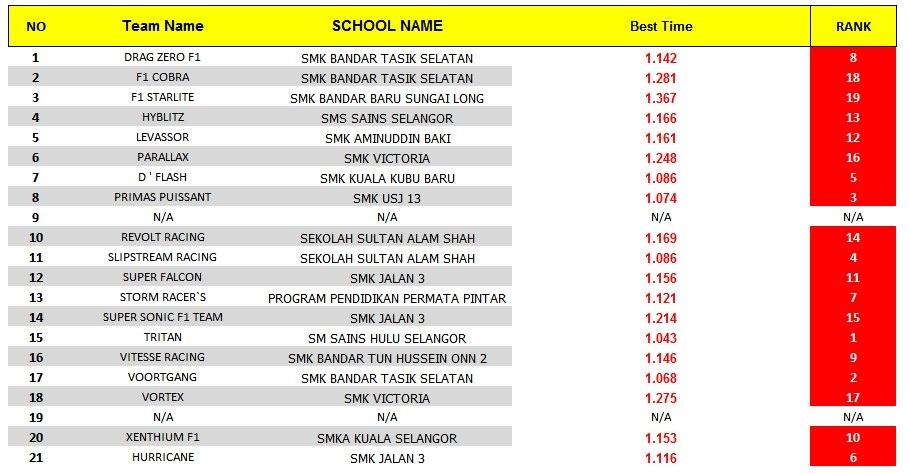 NO Team Name SCHOOL NAME Best Time RANK
1 DRAG ZERO F1 SMK BANDAR TASIK SELATAN 1.142 8
2 F1 COBRA SMK BANDAR TASIK SELATAN 1.281 18
3 F1 STARLITE SMK BANDAR BARU SUNGAI LONG 1.367 19
4 HYBLITZ SMS SAINS SELANGOR 1.166 13
5 LEVASSOR SMK AMINUDDIN BAKI 1.161 12
6 PARALLAX SMK VICTORIA 1.248 16
7 D ' FLASH SMK KUALA KUBU BARU 1.086 5
8 PRIMAS PUISSANT SMK USJ 13 1.074 3
9 N/A N/A N/A N/A
10 REVOLT RACING SEKOLAH SULTAN ALAM SHAH 1.169 14
11 SLIPSTREAM RACING SEKOLAH SULTAN ALAM SHAH 1.086 4
12 SUPER FALCON SMK JALAN 3 1.156 11
13 STORM RACER`S PROGRAM PENDIDIKAN PERMATA PINTAR 1.121 7
14 SUPER SONIC F1 TEAM SMK JALAN 3 1.214 15
15 TRITAN SM SAINS HULU SELANGOR 1.043 1
16 VITESSE RACING SMK BANDAR TUN HUSSEIN ONN 2 1.146 9
17 VOORTGANG SMK BANDAR TASIK SELATAN 1.068 2
18 VORTEX SMK VICTORIA 1.275 17
19 N/A N/A N/A N/A
20 XENTHIUM F1 SMKA KUALA SELANGOR 1.153 10
21 HURRICANE SMK JALAN 3 1.116 6